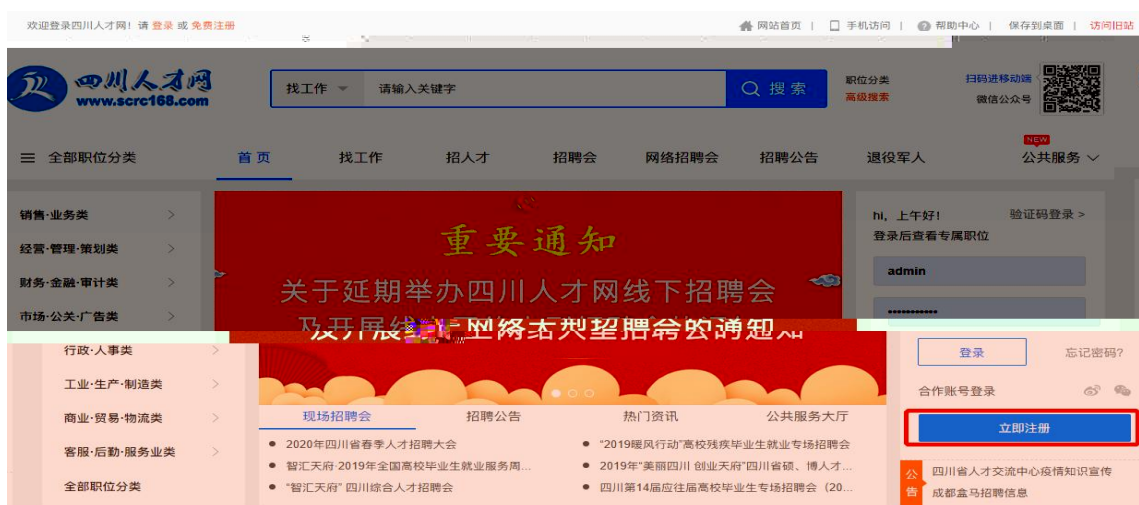 欢迎登录四川人才网！请 登录 或 免费注册
网站首页 | 手机访问 | 帮助中心 | 保存到桌面 | 访问旧站
四川人才网
www.scrc168.com
找工作 请输入关键字 搜索
职位分类
高级搜索
扫码进移动端
微信公众号
NEW
全部职位分类 首页 找工作 招人才 招聘会 网络招聘会 招聘公告 退役军人 公共服务
销售·业务类
经营·管理·策划类
财务·金融·审计类
市场·公关·广告类
行政·人事类
工业·生产·制造类
商业·贸易·物流类
客服·后勤·服务业类
全部职位分类
重要通知
关于延期举办四川人才网线下招聘会
及开展线上网络大型招聘会的通知
现场招聘会 招聘公告 热门资讯 公共服务大厅
2020年四川省春季人才招聘大会
智汇天府·2019年全国高校毕业生就业服务周...
"智汇天府" 四川综合人才招聘会
"2019暖风行动"高校残疾毕业生就业专场招聘会
2019年"美丽四川 创业天府"四川省硕、博人才...
四川第14届应往届高校毕业生专场招聘会（20...
hi, 上午好！ 验证码登录 >
登录后查看专属职位
admin
登录 忘记密码?
合作账号登录
立即注册
公告
四川省人才交流中心疫情知识宣传
成都盒马招聘信息